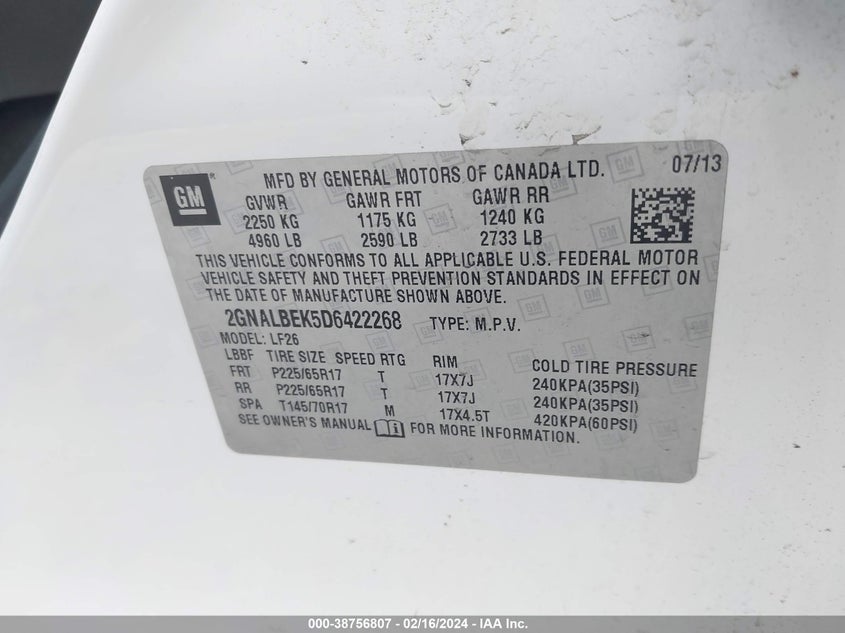 GM ® MFD BY GENERAL MOTORS OF CANADA LTD. 07/13
GVWR GAWR FRT GAWR RR
2250 KG 1175 KG 1240 KG
4960 LB 2590 LB 2733 LB
THIS VEHICLE CONFORMS TO ALL APPLICABLE U.S. FEDERAL MOTOR
VEHICLE SAFETY AND THEFT PREVENTION STANDARDS IN EFFECT ON
THE DATE OF MANUFACTURE SHOWN ABOVE.
2GNALBEK5D6422268 TYPE: M.P.V.
MODEL: LF26
LBBF TIRE SIZE SPEED RTG RIM COLD TIRE PRESSURE
FRT P225/65R17 T 17X7J 240KPA(35PSI)
RR P225/65R17 T 17X7J 240KPA(35PSI)
SPA T145/70R17 M 17X4.5T 420KPA(60PSI)
SEE OWNER'S MANUAL FOR MORE INFORMATION.
000-38756807 - 02/16/2024 - IAA Inc.